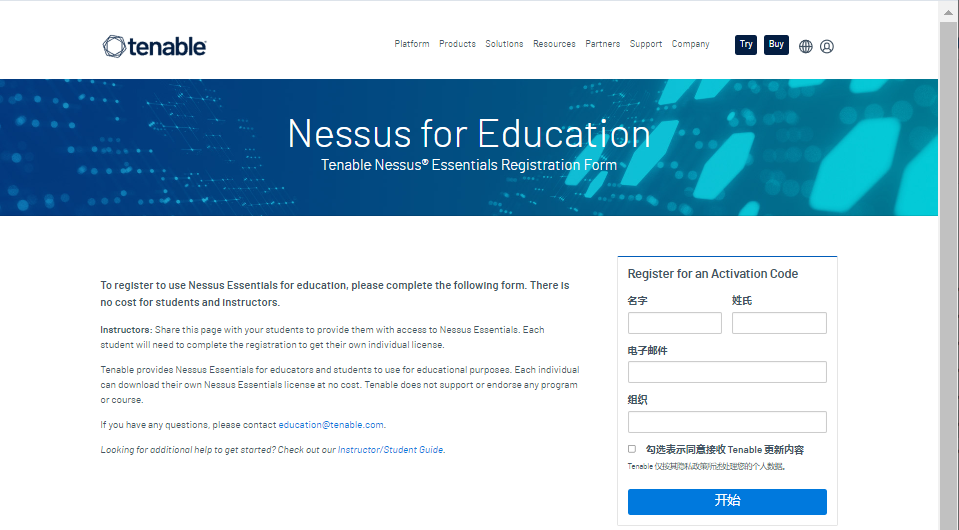 tenable
Platform Products Solutions Resources Partners Support Company Try Buy
Nessus for Education
Tenable Nessus® Essentials Registration Form
To register to use Nessus Essentials for education, please complete the following form. There is
no cost for students and instructors.
Instructors: Share this page with your students to provide them with access to Nessus Essentials. Each
student will need to complete the registration to get their own individual license.
Tenable provides Nessus Essentials for educators and students to use for educational purposes. Each individual
can download their own Nessus Essentials license at no cost. Tenable does not support or endorse any program
or course.
If you have any questions, please contact education@tenable.com.
Looking for additional help to get started? Check out our Instructor/Student Guide.
Register for an Activation Code
名字 姓氏
电子邮件
组织
勾选表示同意接收 Tenable 更新内容
Tenable 仅按其隐私政策所述处理您的个人数据。
开始